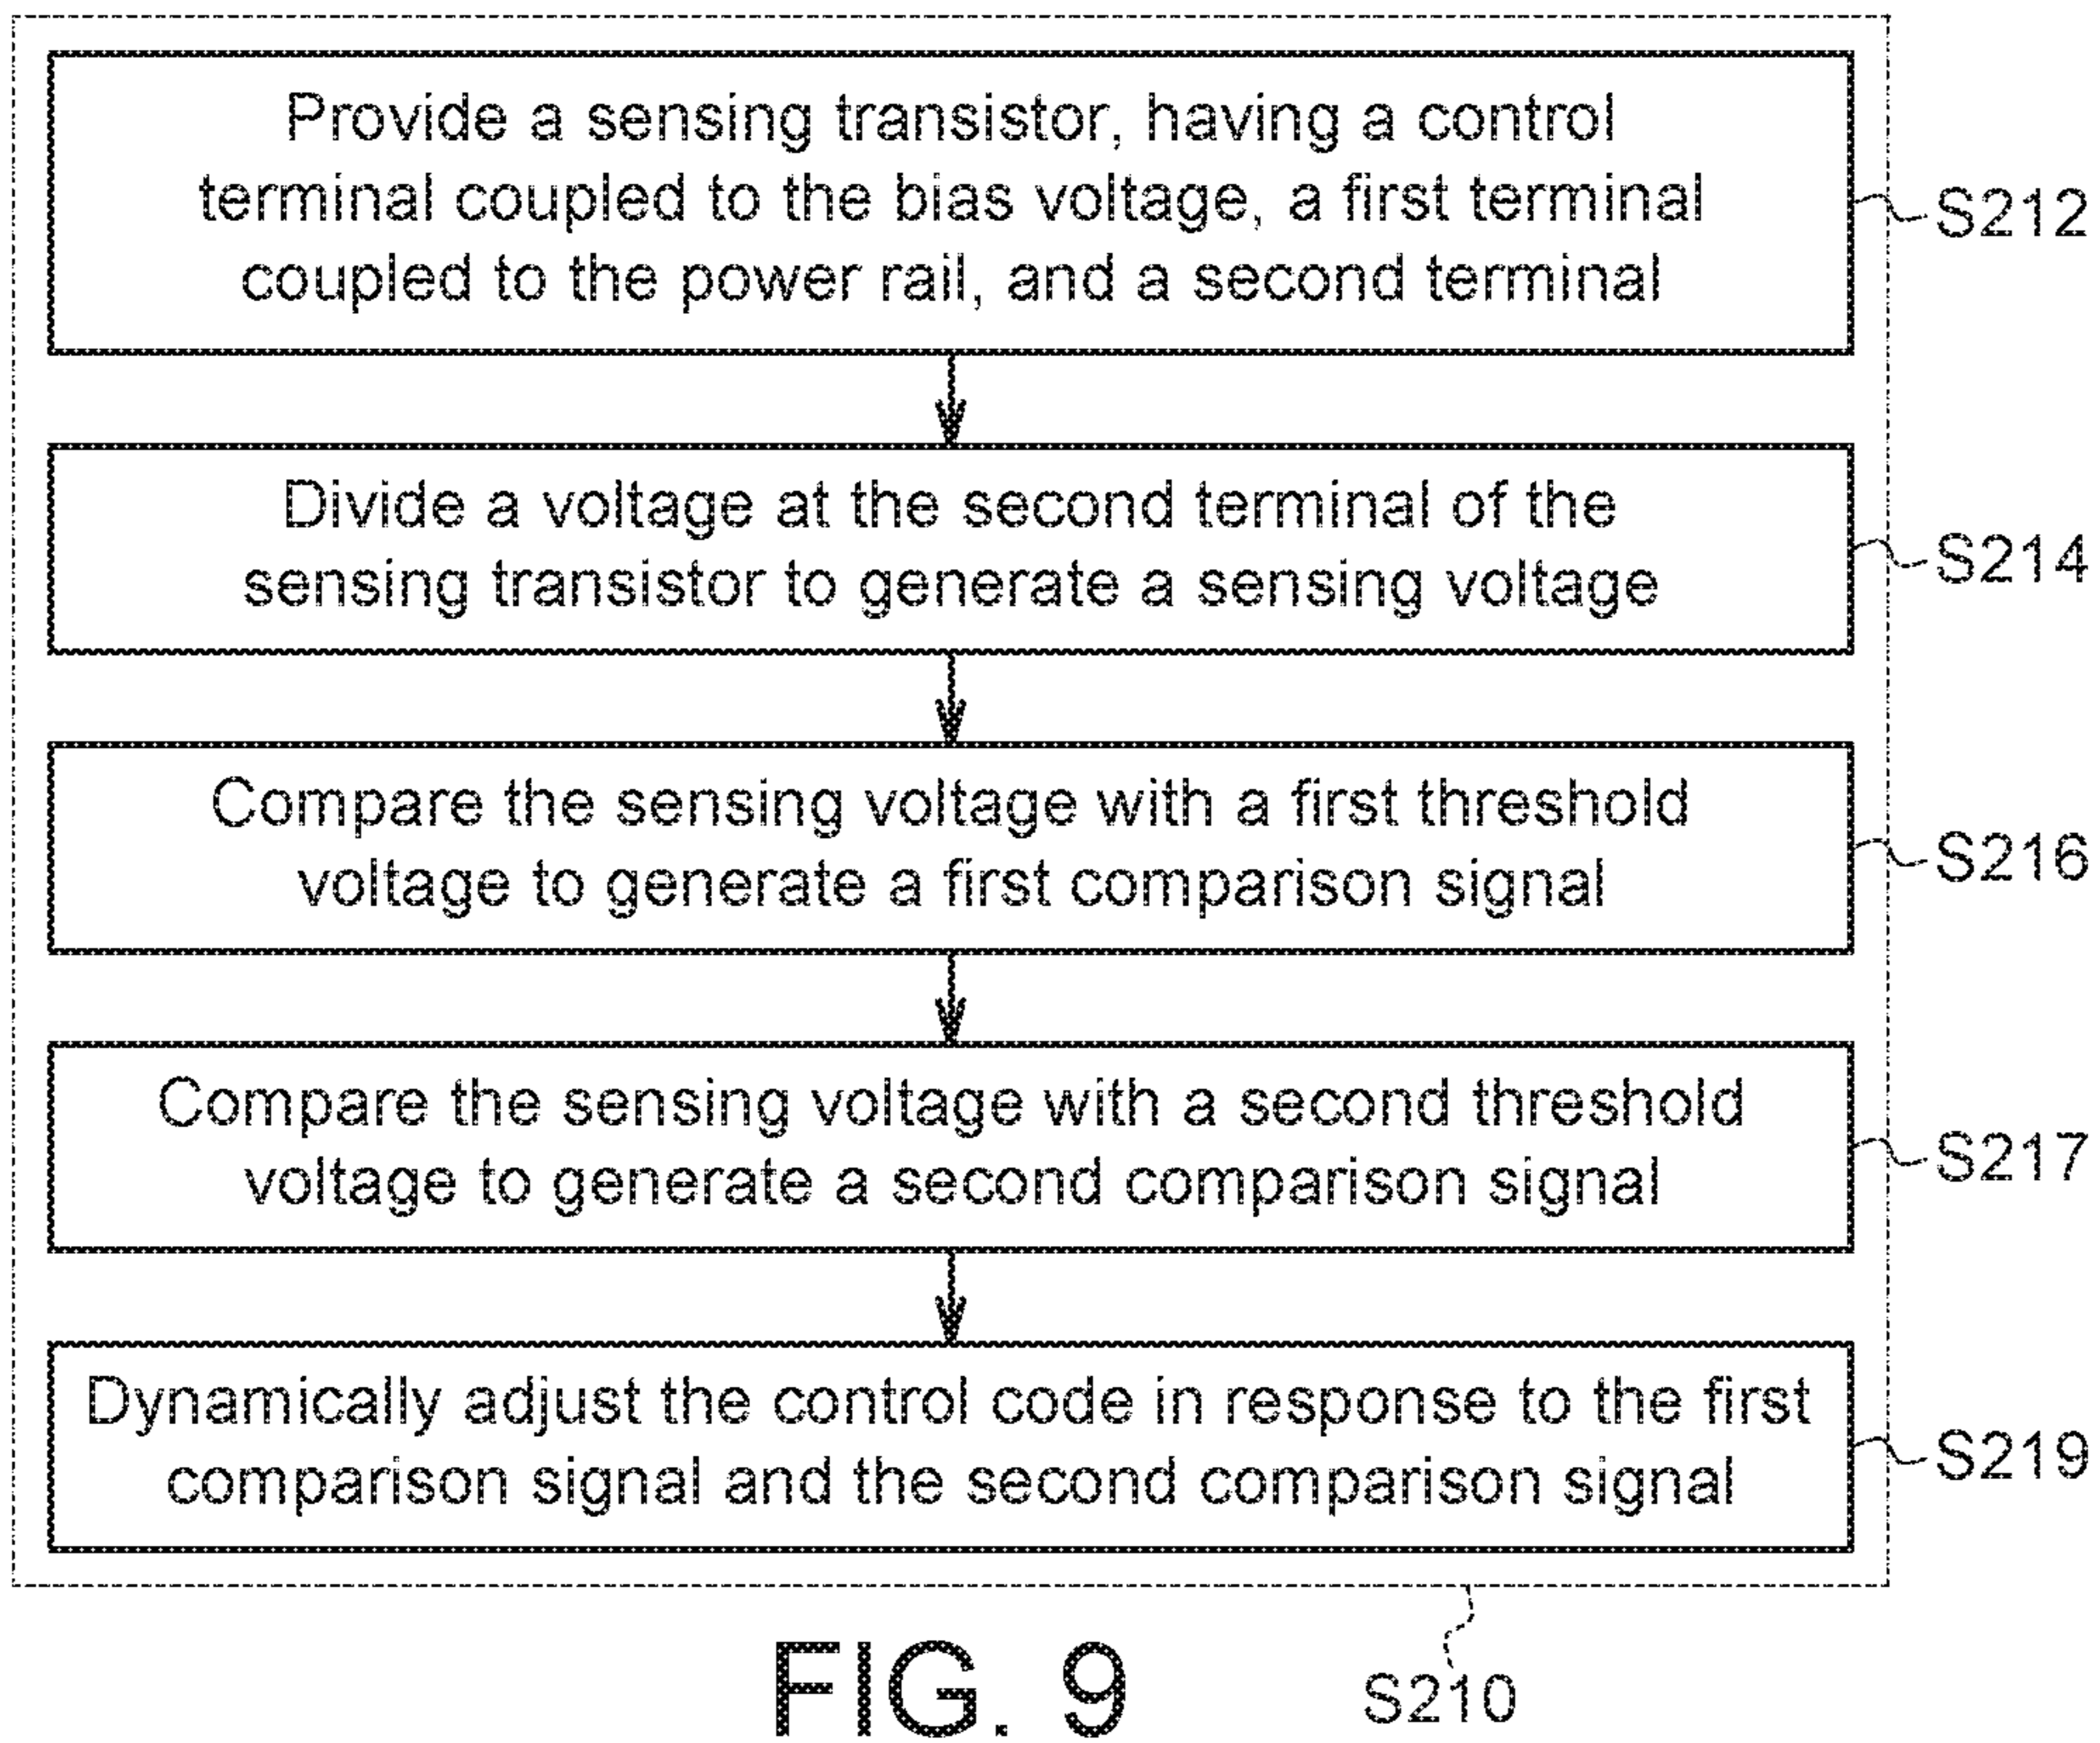 Provide a sensing transistor, having a control
terminal coupled to the bias voltage, a first terminal
coupled to the power rail, and a second terminal
S212
Divide a voltage at the second terminal of the
sensing transistor to generate a sensing voltage
S214
Compare the sensing voltage with a first threshold
voltage to generate a first comparison signal
S216
Compare the sensing voltage with a second threshold
voltage to generate a second comparison signal
S217
Dynamically adjust the control code in response to the first
comparison signal and the second comparison signal
S219
S210
FIG. 9